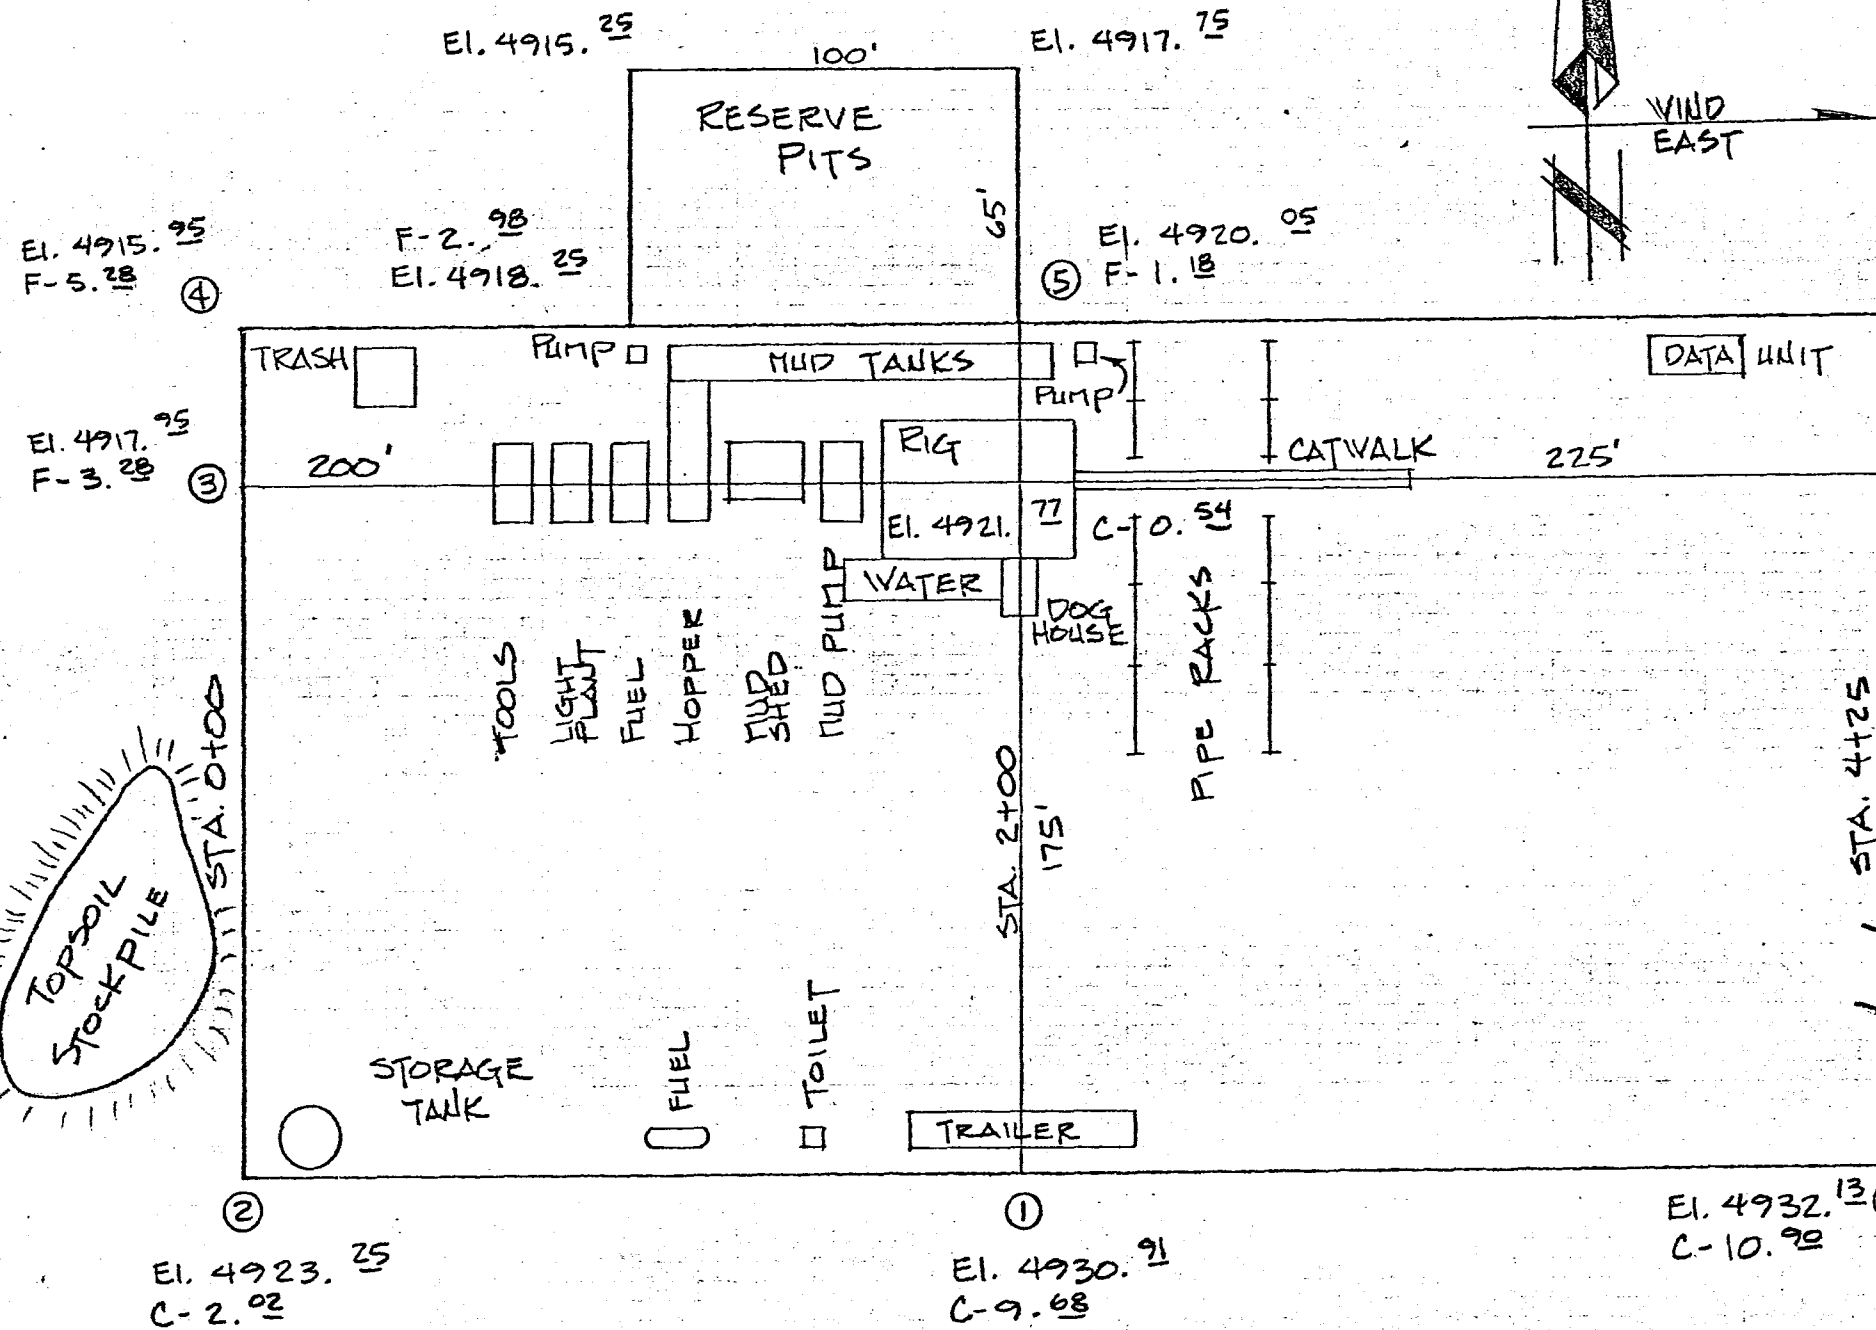 El. 4915.25
100'
El. 4917.75
RESERVE
PITS
65'
WIND
EAST
El. 4915.95
F-5.28
④
F-2.98
El. 4918.25
El. 4920.05
⑤ F-1.18
TRASH
PUMP
MUD TANKS
PUMP
DATA UNIT
El. 4917.95
F-3.28
③
200'
RIG
CATWALK
225'
El. 4921.77
C-0.54
WATER
DOG
HOUSE
TOOLS
LIGHT
PLANT
FUEL
HOPPER
MUD
SHED
MUD PUMP
PIPE RACKS
STA. 0+00
STA. 2+00
175'
STA. 4+25
TOPSOIL
STOCKPILE
STORAGE
TANK
FUEL
TOILET
TRAILER
②
①
El. 4923.25
C-2.02
El. 4930.91
C-9.68
El. 4932.13
C-10.90